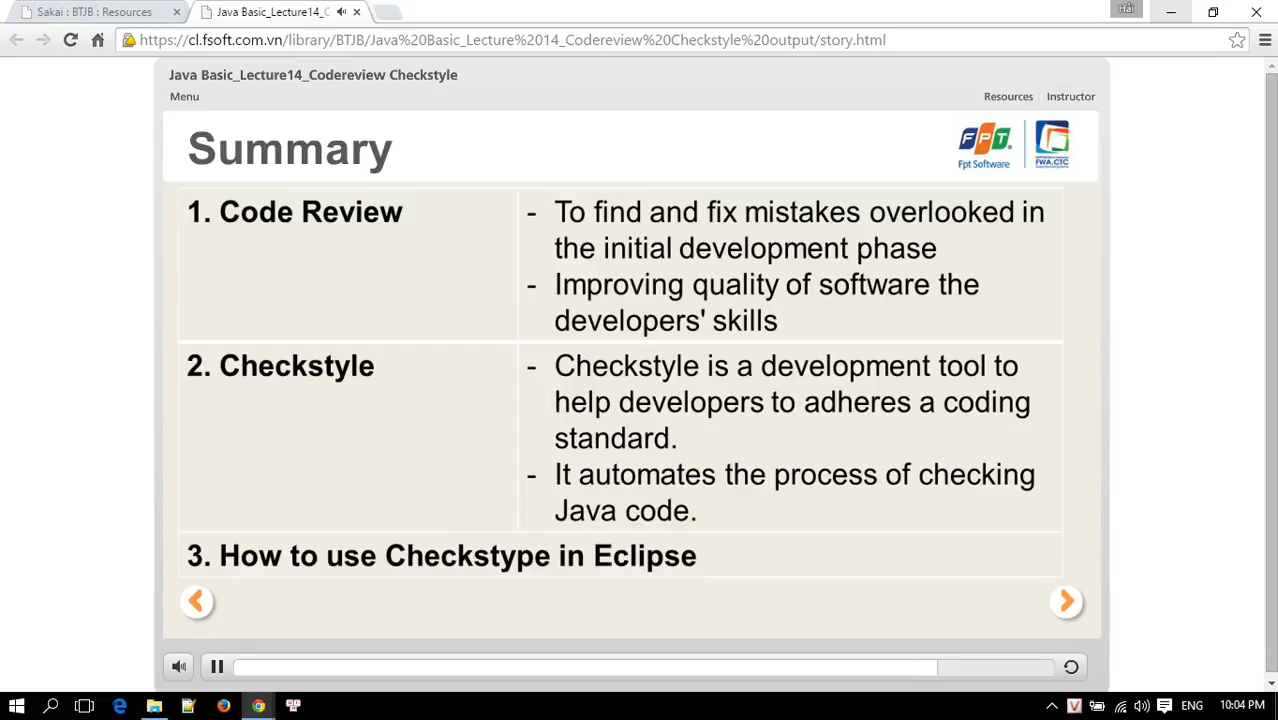 Sakai : BTJB : Resources
Java Basic_Lecture14_C
Hải
https://cl.fsoft.com.vn/library/BTJB/Java%20Basic_Lecture%2014_Codereview%20Checkstyle%20output/story.html
Java Basic_Lecture14_Codereview Checkstyle
Menu
Resources
Instructor
Summary
FPT
Fpt Software
FWA.CTC
1. Code Review
- To find and fix mistakes overlooked in
the initial development phase
- Improving quality of software the
developers' skills
2. Checkstyle
- Checkstyle is a development tool to
help developers to adheres a coding
standard.
- It automates the process of checking
Java code.
3. How to use Checkstype in Eclipse
ENG
10:04 PM